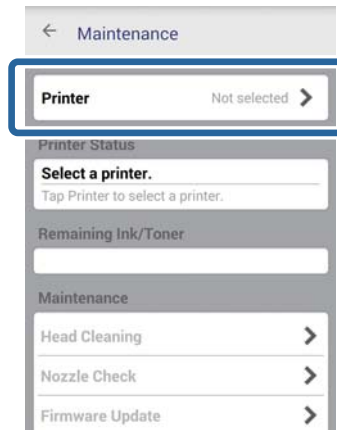 Maintenance
Printer Not selected
Printer Status
Select a printer.
Tap Printer to select a printer.
Remaining Ink/Toner
Maintenance
Head Cleaning
Nozzle Check
Firmware Update